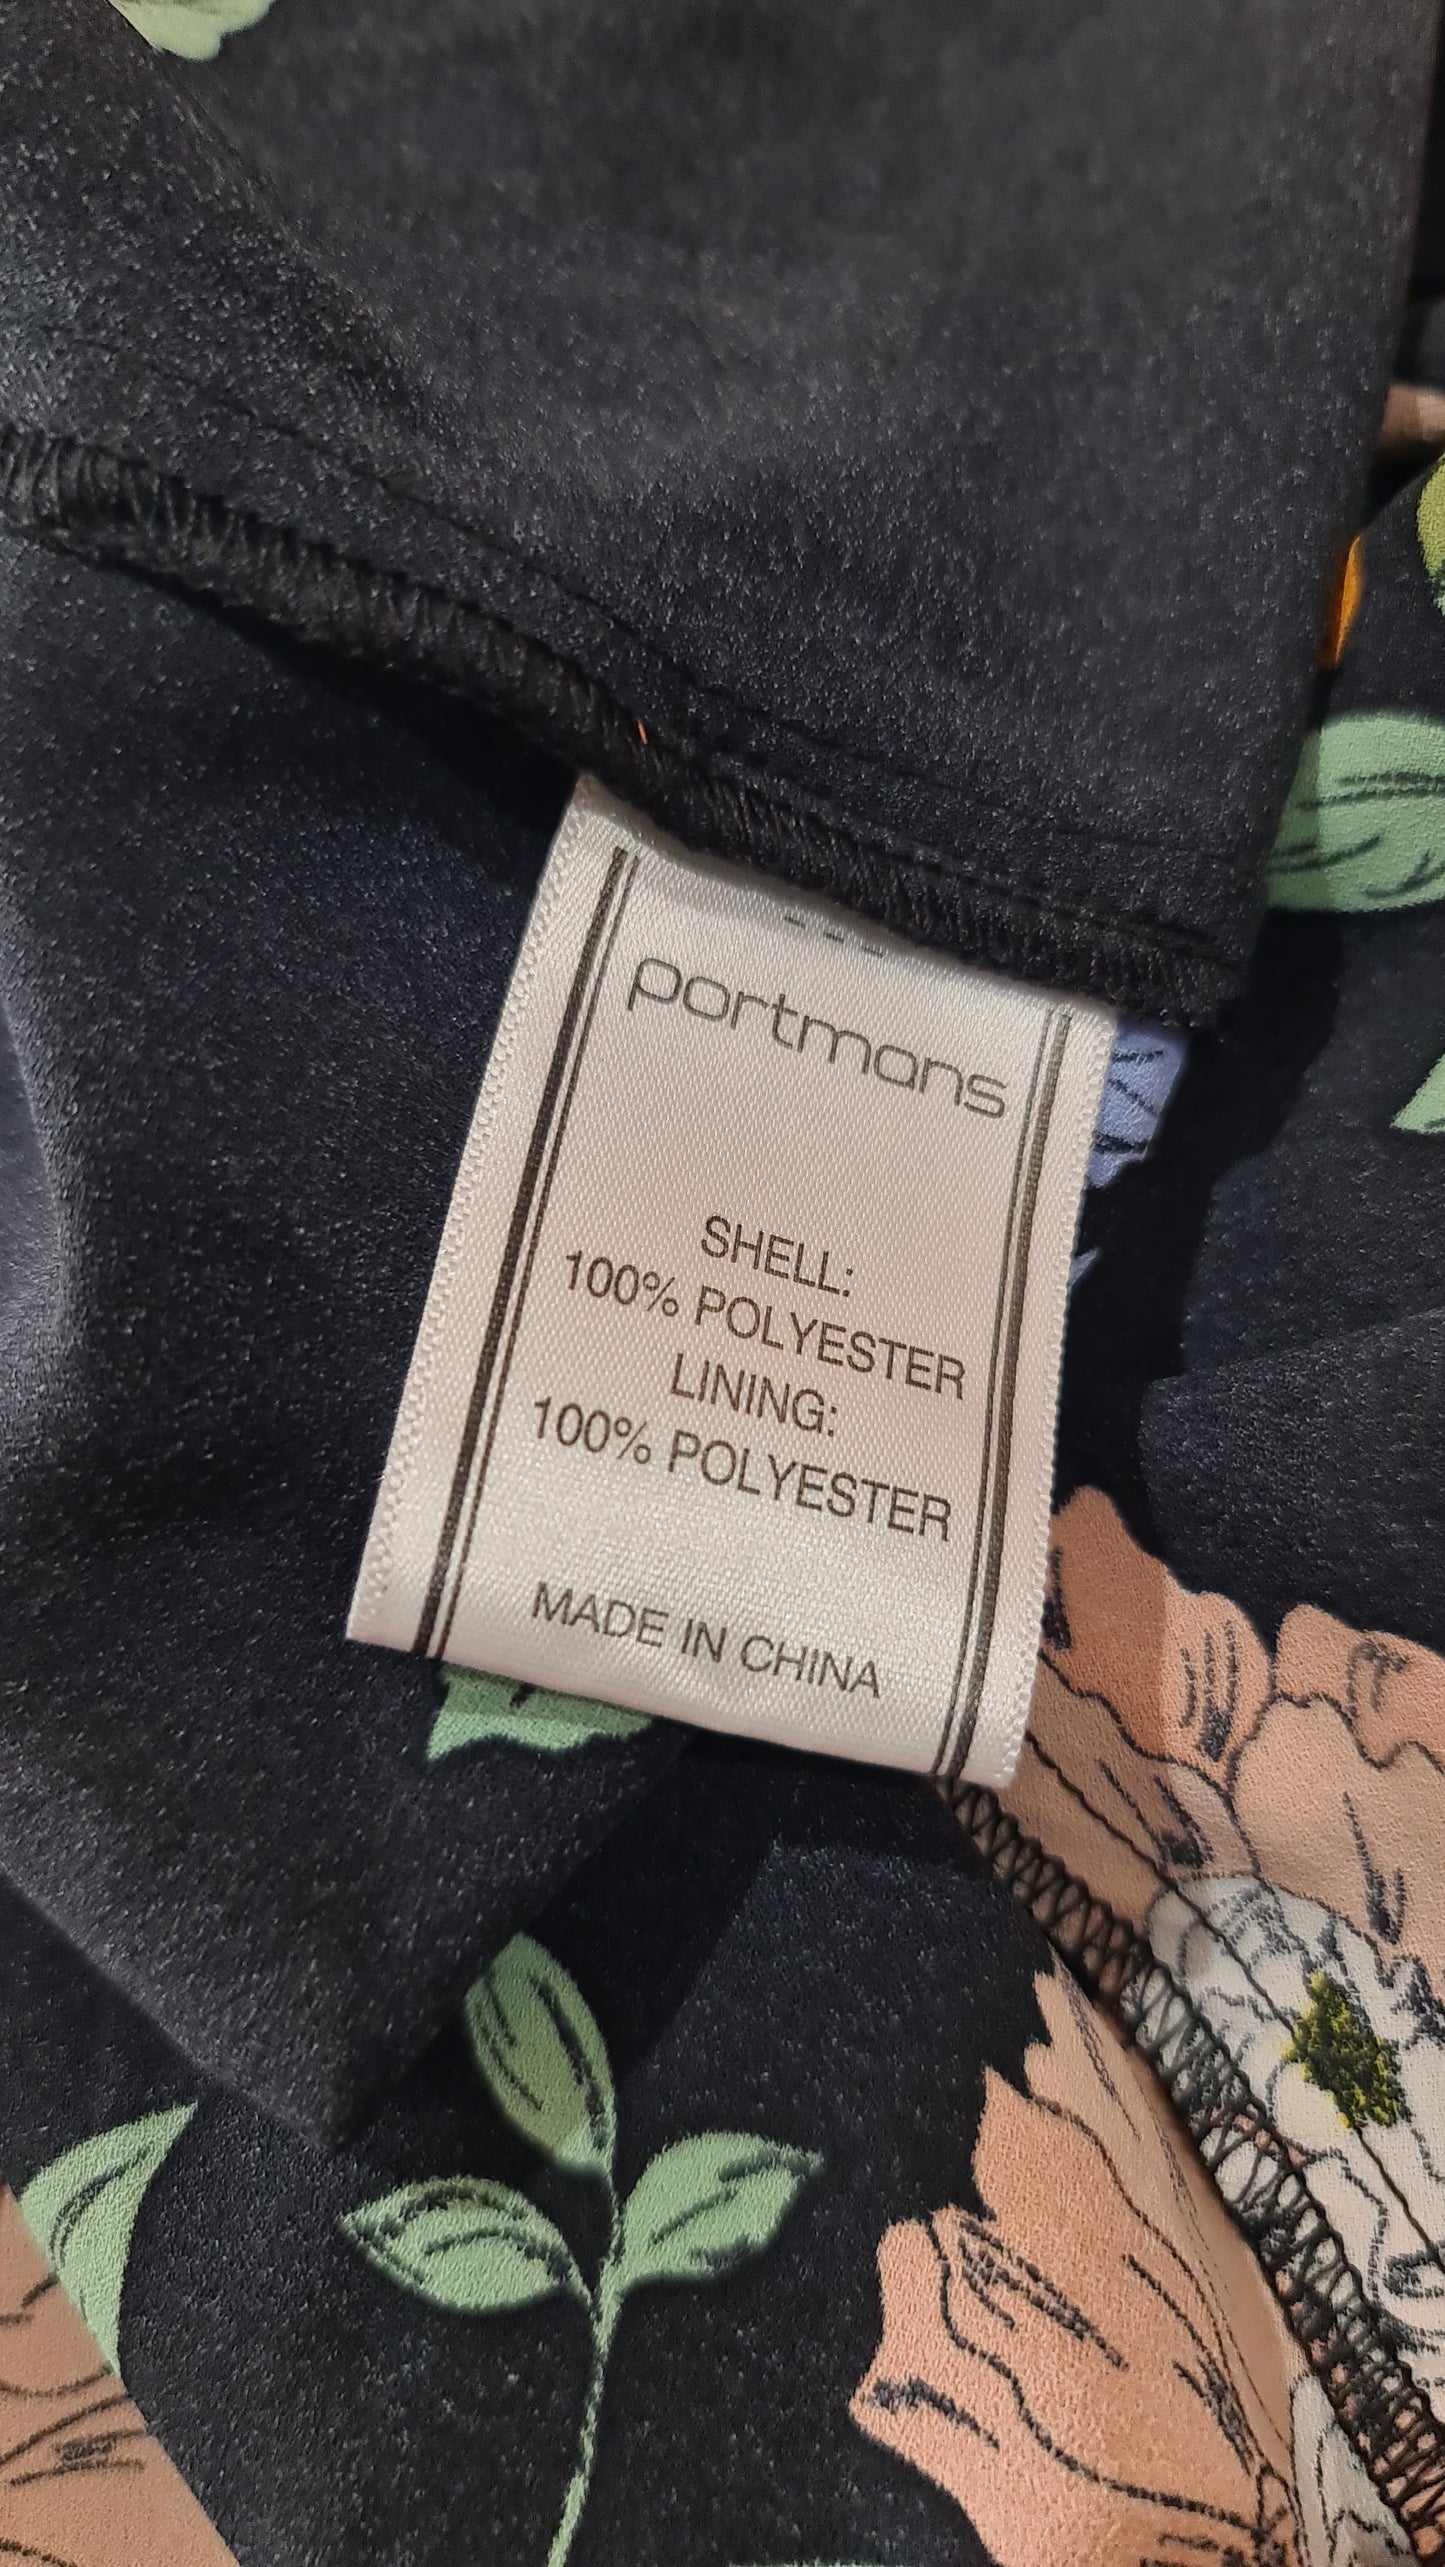 portmans
SHELL:
100% POLYESTER
LINING:
100% POLYESTER
MADE IN CHINA